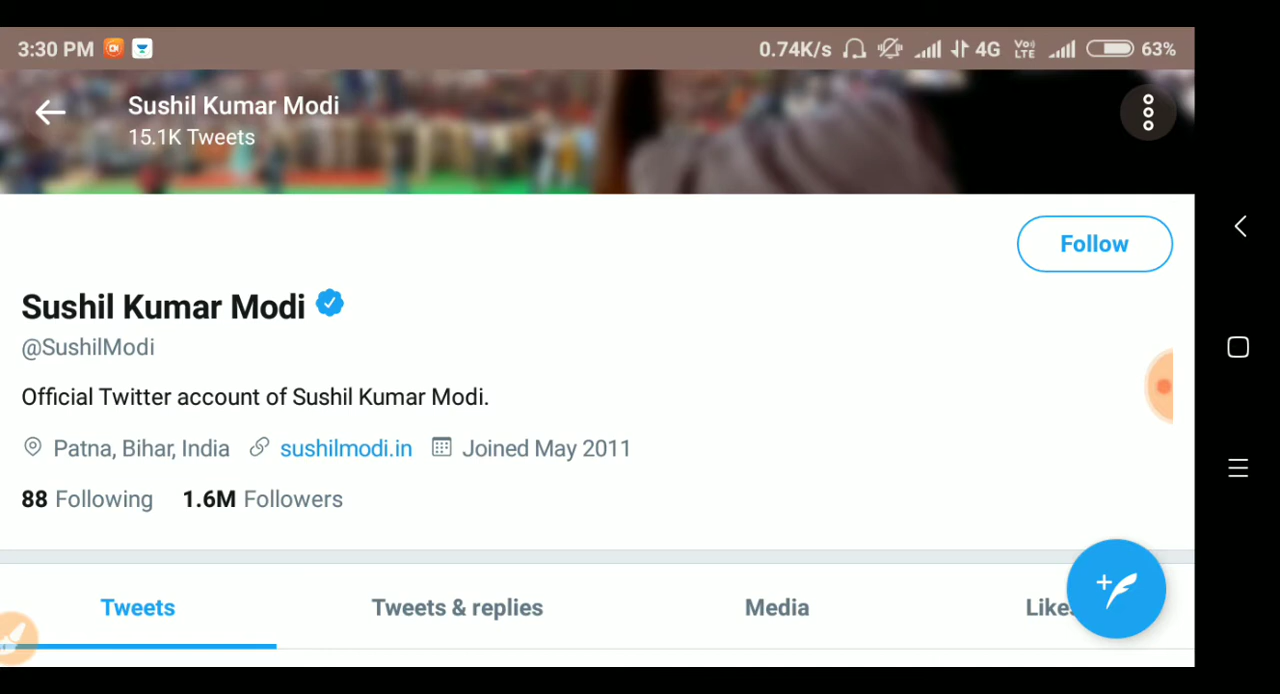 3:30 PM 0.74K/s 4G Vo) LTE 63%
Sushil Kumar Modi
15.1K Tweets
Follow
Sushil Kumar Modi
@SushilModi
Official Twitter account of Sushil Kumar Modi.
Patna, Bihar, India sushilmodi.in Joined May 2011
88 Following 1.6M Followers
Tweets Tweets & replies Media Likes